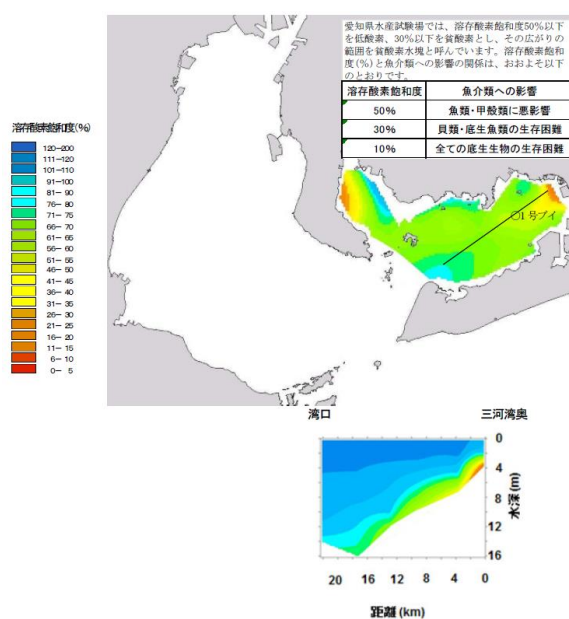 愛知県水産試験場では、溶存酸素飽和度50%以下
を低酸素、30%以下を貧酸素とし、その広がりの
範囲を貧酸素水塊と呼んでいます。溶存酸素飽和
度(%)と魚介類への影響の関係は、おおよそ以下
のとおりです。
溶存酸素飽和度 魚介類への影響
50% 魚類・甲殻類に悪影響
30% 貝類・底生魚類の生存困難
10% 全ての底生生物の生存困難
溶存酸素飽和度(%)
120-200
111-120
101-110
91-100
81-90
76-80
71-75
66-70
61-65
56-60
51-55
46-50
41-45
36-40
31-35
26-30
21-25
16-20
11-15
6-10
0-5
○1号ブイ
湾口 三河湾奥
0
4
8
12
16
水深(m)
20 16 12 8 4 0
距離(km)